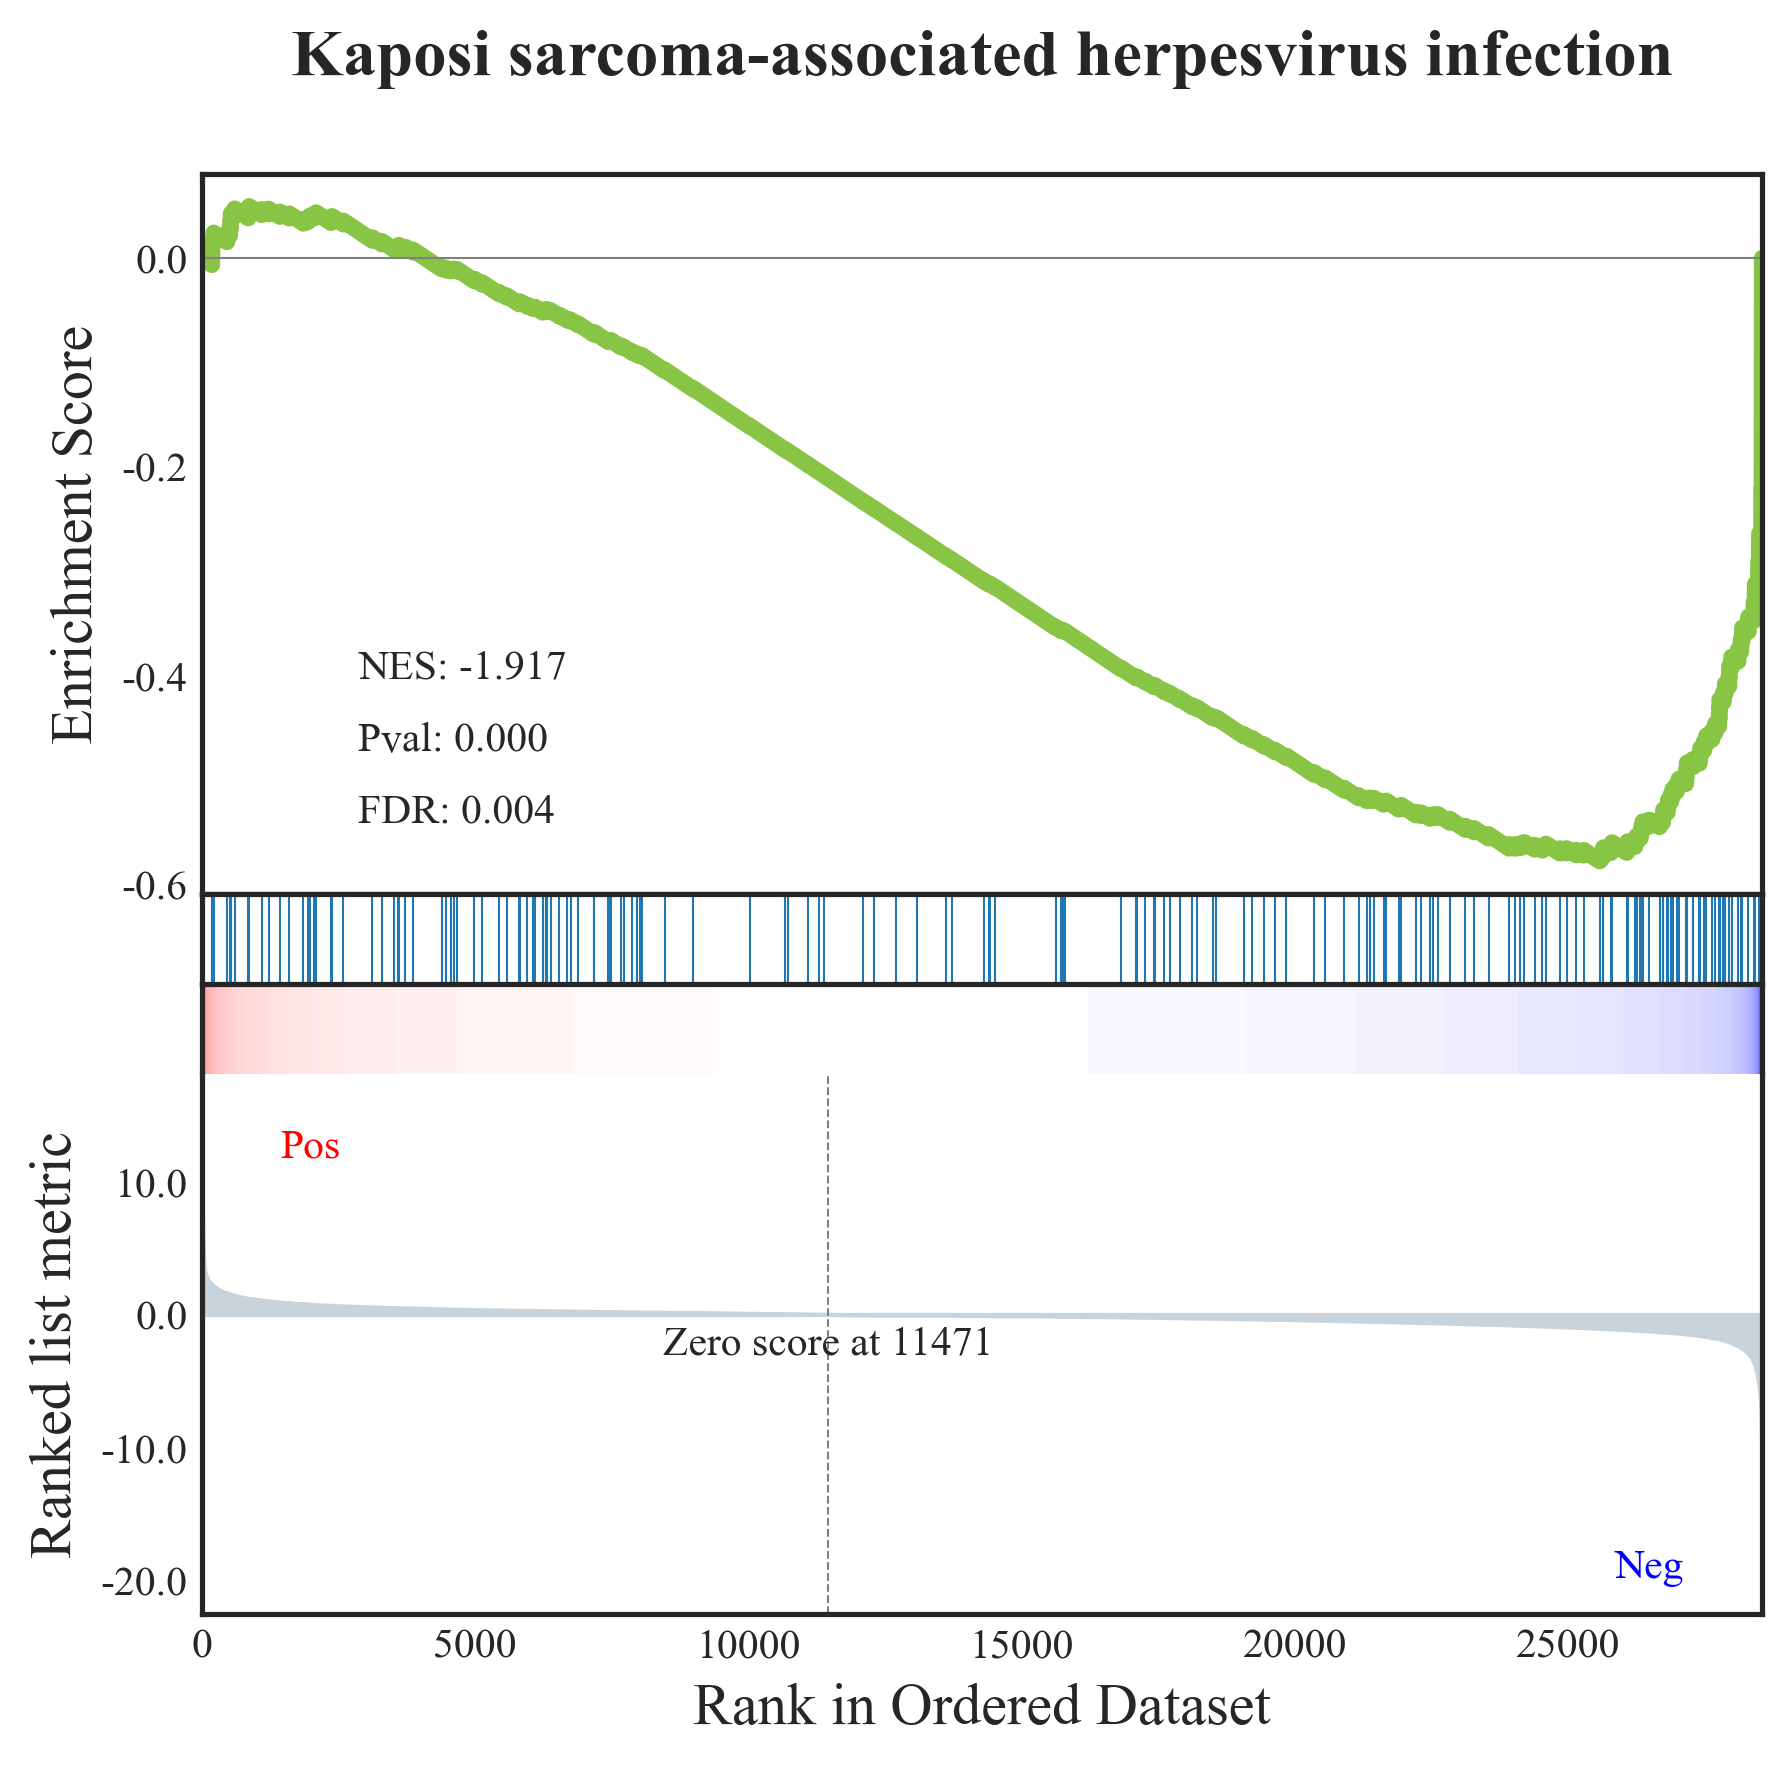 Kaposi sarcoma-associated herpesvirus infection
Enrichment Score
0.0
-0.2
-0.4
-0.6
NES: -1.917
Pval: 0.000
FDR: 0.004
Ranked list metric
Pos
10.0
0.0
-10.0
-20.0
Zero score at 11471
Neg
0 5000 10000 15000 20000 25000
Rank in Ordered Dataset